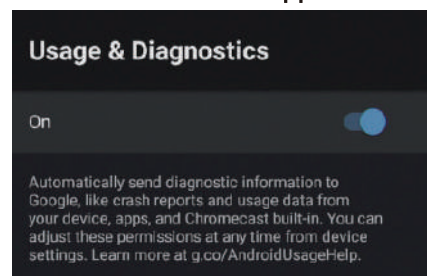 Usage & Diagnostics
On
Automatically send diagnostic information to
Google, like crash reports and usage data from
your device, apps, and Chromecast built-in. You can
adjust these permissions at any time from device
settings. Learn more at g.co/AndroidUsageHelp.